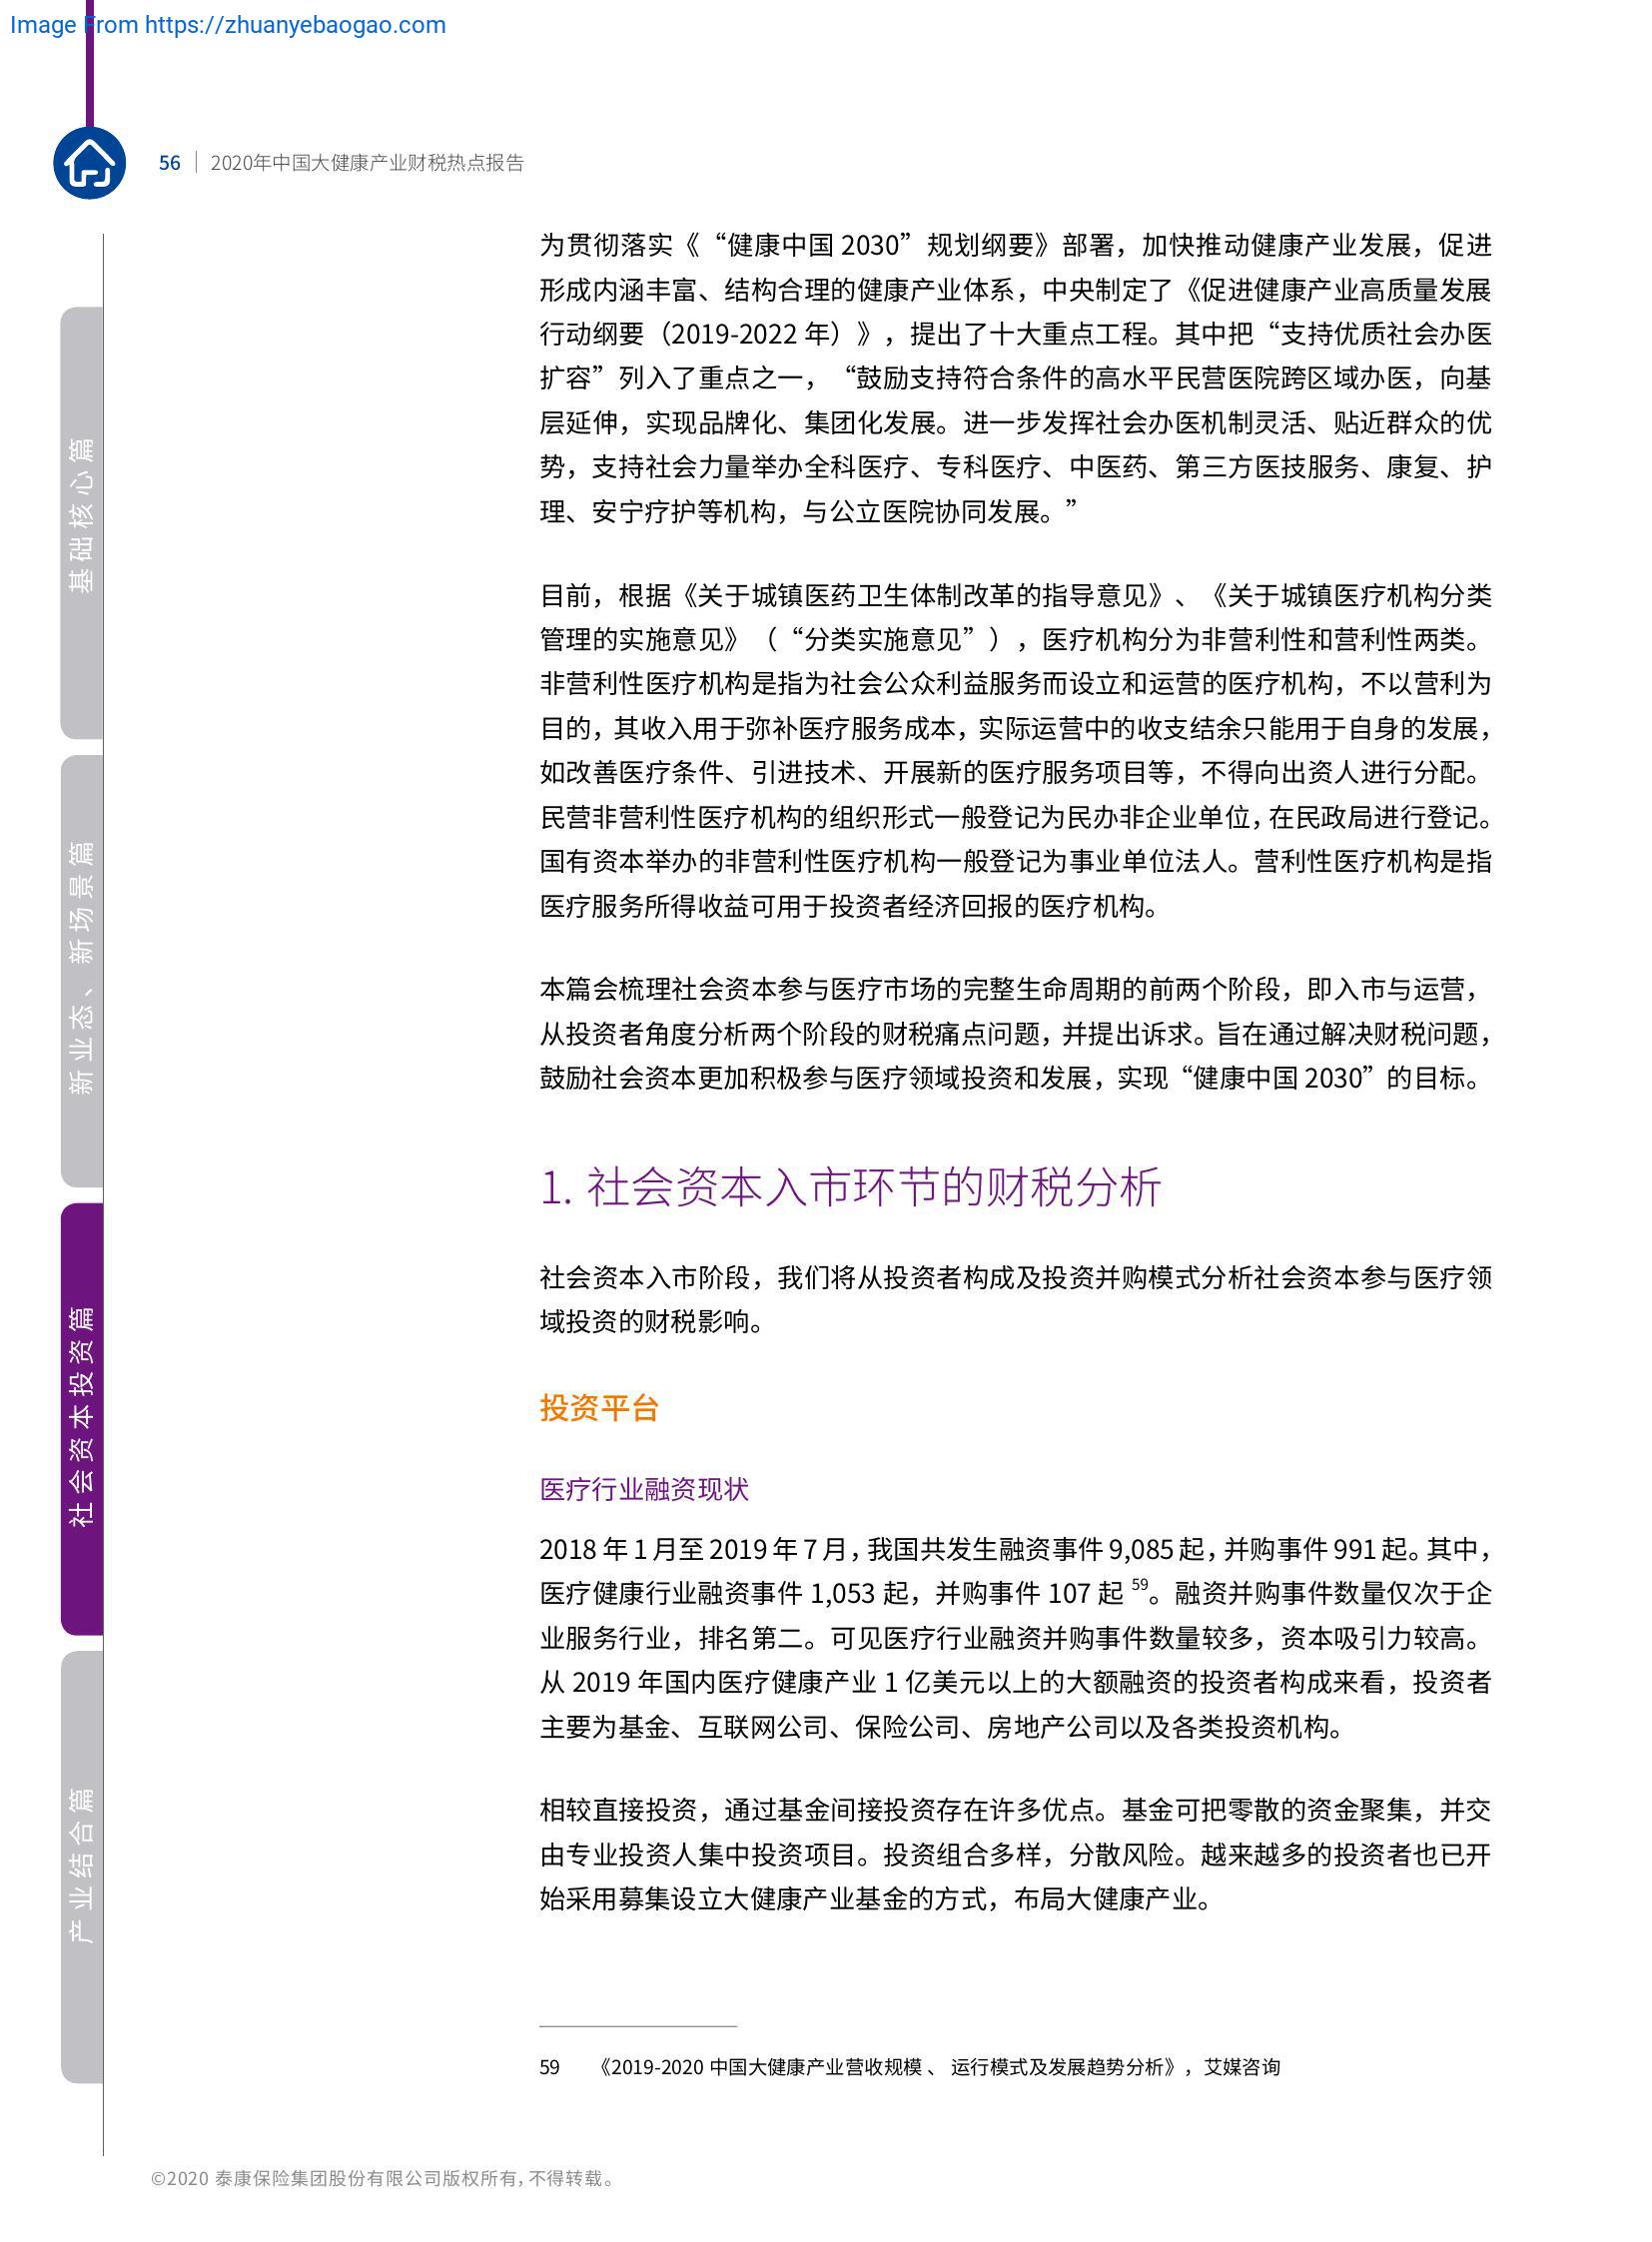 Image From https://zhuanyebaogao.com
56 | 2020年中国大健康产业财税热点报告
基础核心篇
新业态、新场景篇
社会资本投资篇
产业结合篇
为贯彻落实《“健康中国 2030”规划纲要》部署，加快推动健康产业发展，促进
形成内涵丰富、结构合理的健康产业体系，中央制定了《促进健康产业高质量发展
行动纲要（2019-2022 年）》，提出了十大重点工程。其中把“支持优质社会办医
扩容”列入了重点之一，“鼓励支持符合条件的高水平民营医院跨区域办医，向基
层延伸，实现品牌化、集团化发展。进一步发挥社会办医机制灵活、贴近群众的优
势，支持社会力量举办全科医疗、专科医疗、中医药、第三方医技服务、康复、护
理、安宁疗护等机构，与公立医院协同发展。”
目前，根据《关于城镇医药卫生体制改革的指导意见》、《关于城镇医疗机构分类
管理的实施意见》（“分类实施意见”），医疗机构分为非营利性和营利性两类。
非营利性医疗机构是指为社会公众利益服务而设立和运营的医疗机构，不以营利为
目的，其收入用于弥补医疗服务成本，实际运营中的收支结余只能用于自身的发展，
如改善医疗条件、引进技术、开展新的医疗服务项目等，不得向出资人进行分配。
民营非营利性医疗机构的组织形式一般登记为民办非企业单位，在民政局进行登记。
国有资本举办的非营利性医疗机构一般登记为事业单位法人。营利性医疗机构是指
医疗服务所得收益可用于投资者经济回报的医疗机构。
本篇会梳理社会资本参与医疗市场的完整生命周期的前两个阶段，即入市与运营，
从投资者角度分析两个阶段的财税痛点问题，并提出诉求。旨在通过解决财税问题，
鼓励社会资本更加积极参与医疗领域投资和发展，实现“健康中国 2030”的目标。
1. 社会资本入市环节的财税分析
社会资本入市阶段，我们将从投资者构成及投资并购模式分析社会资本参与医疗领
域投资的财税影响。
投资平台
医疗行业融资现状
2018 年 1 月至 2019 年 7 月，我国共发生融资事件 9,085 起，并购事件 991 起。其中，
医疗健康行业融资事件 1,053 起，并购事件 107 起 59。融资并购事件数量仅次于企
业服务行业，排名第二。可见医疗行业融资并购事件数量较多，资本吸引力较高。
从 2019 年国内医疗健康产业 1 亿美元以上的大额融资的投资者构成来看，投资者
主要为基金、互联网公司、保险公司、房地产公司以及各类投资机构。
相较直接投资，通过基金间接投资存在许多优点。基金可把零散的资金聚集，并交
由专业投资人集中投资项目。投资组合多样，分散风险。越来越多的投资者也已开
始采用募集设立大健康产业基金的方式，布局大健康产业。
59 《2019-2020 中国大健康产业营收规模 、 运行模式及发展趋势分析》，艾媒咨询
©2020 泰康保险集团股份有限公司版权所有，不得转载。